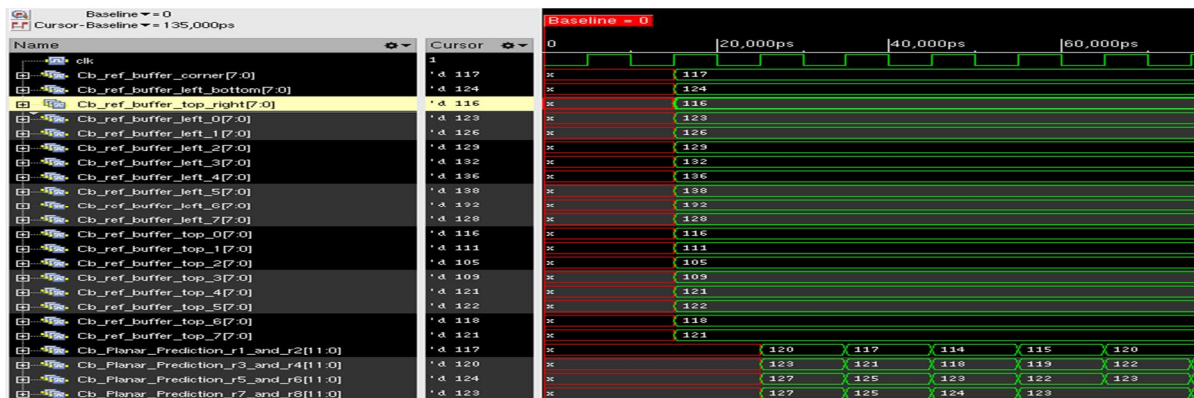 Baseline ▼= 0
Cursor-Baseline ▼= 135,000ps
Baseline = 0
Name Cursor 0 20,000ps 40,000ps 60,000ps
clk 1
Cb_ref_buffer_corner[7:0] 'd 117 x 117
Cb_ref_buffer_left_bottom[7:0] 'd 124 x 124
Cb_ref_buffer_top_right[7:0] 'd 116 x 116
Cb_ref_buffer_left_0[7:0] 'd 123 x 123
Cb_ref_buffer_left_1[7:0] 'd 126 x 126
Cb_ref_buffer_left_2[7:0] 'd 129 x 129
Cb_ref_buffer_left_3[7:0] 'd 132 x 132
Cb_ref_buffer_left_4[7:0] 'd 136 x 136
Cb_ref_buffer_left_5[7:0] 'd 138 x 138
Cb_ref_buffer_left_6[7:0] 'd 132 x 132
Cb_ref_buffer_left_7[7:0] 'd 128 x 128
Cb_ref_buffer_top_0[7:0] 'd 116 x 116
Cb_ref_buffer_top_1[7:0] 'd 111 x 111
Cb_ref_buffer_top_2[7:0] 'd 105 x 105
Cb_ref_buffer_top_3[7:0] 'd 109 x 109
Cb_ref_buffer_top_4[7:0] 'd 121 x 121
Cb_ref_buffer_top_5[7:0] 'd 122 x 122
Cb_ref_buffer_top_6[7:0] 'd 118 x 118
Cb_ref_buffer_top_7[7:0] 'd 121 x 121
Cb_Planar_Prediction_r1_and_r2[11:0] 'd 117 x 120 117 114 115 120
Cb_Planar_Prediction_r3_and_r4[11:0] 'd 120 x 123 121 118 119 122
Cb_Planar_Prediction_r5_and_r6[11:0] 'd 124 x 127 125 123 122 123
Cb_Planar_Prediction_r7_and_r8[11:0] 'd 123 x 127 125 124 123